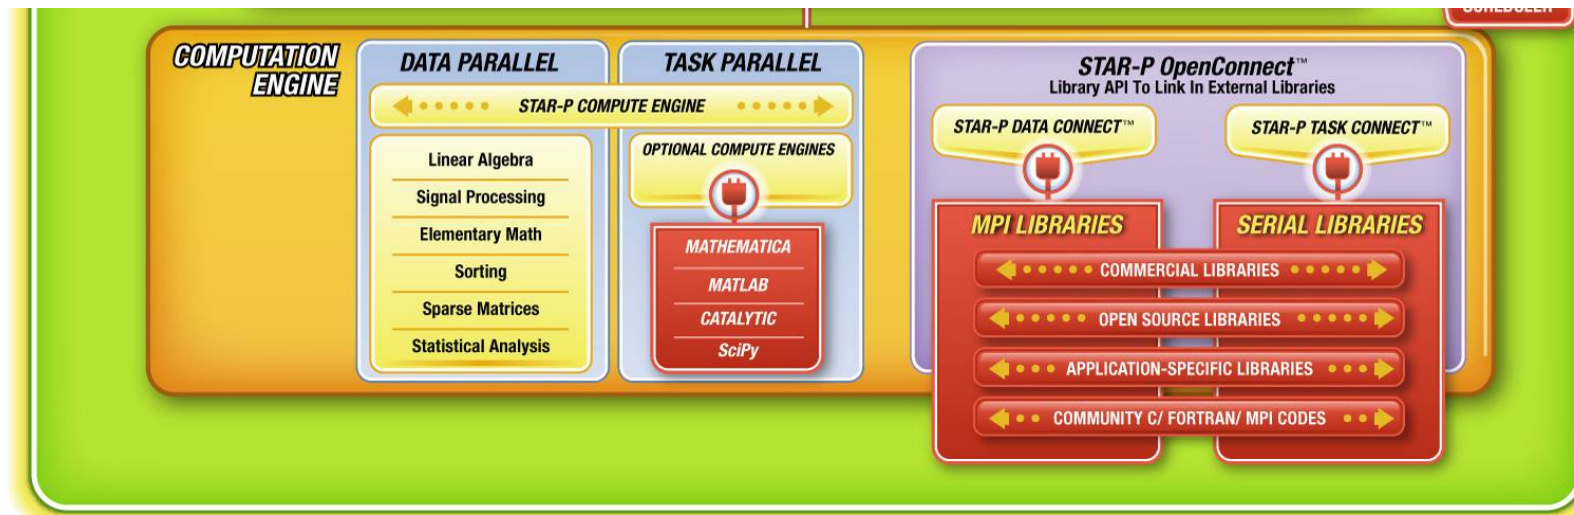 SCHEDULER
COMPUTATION
ENGINE
DATA PARALLEL
TASK PARALLEL
STAR-P COMPUTE ENGINE
Linear Algebra
Signal Processing
Elementary Math
Sorting
Sparse Matrices
Statistical Analysis
OPTIONAL COMPUTE ENGINES
MATHEMATICA
MATLAB
CATALYTIC
SciPy
STAR-P OpenConnect™
Library API To Link In External Libraries
STAR-P DATA CONNECT™
STAR-P TASK CONNECT™
MPI LIBRARIES
SERIAL LIBRARIES
COMMERCIAL LIBRARIES
OPEN SOURCE LIBRARIES
APPLICATION-SPECIFIC LIBRARIES
COMMUNITY C/ FORTRAN/ MPI CODES